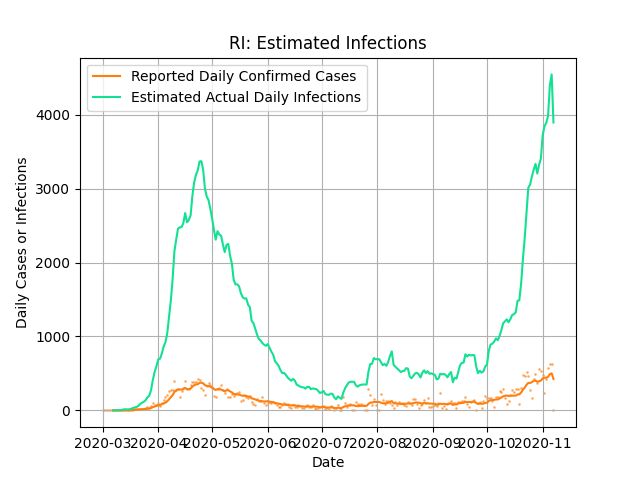 RI: Estimated Infections
Reported Daily Confirmed Cases
Estimated Actual Daily Infections
Daily Cases or Infections
4000
3000
2000
1000
0
2020-03 2020-04 2020-05 2020-06 2020-07 2020-08 2020-09 2020-10 2020-11
Date